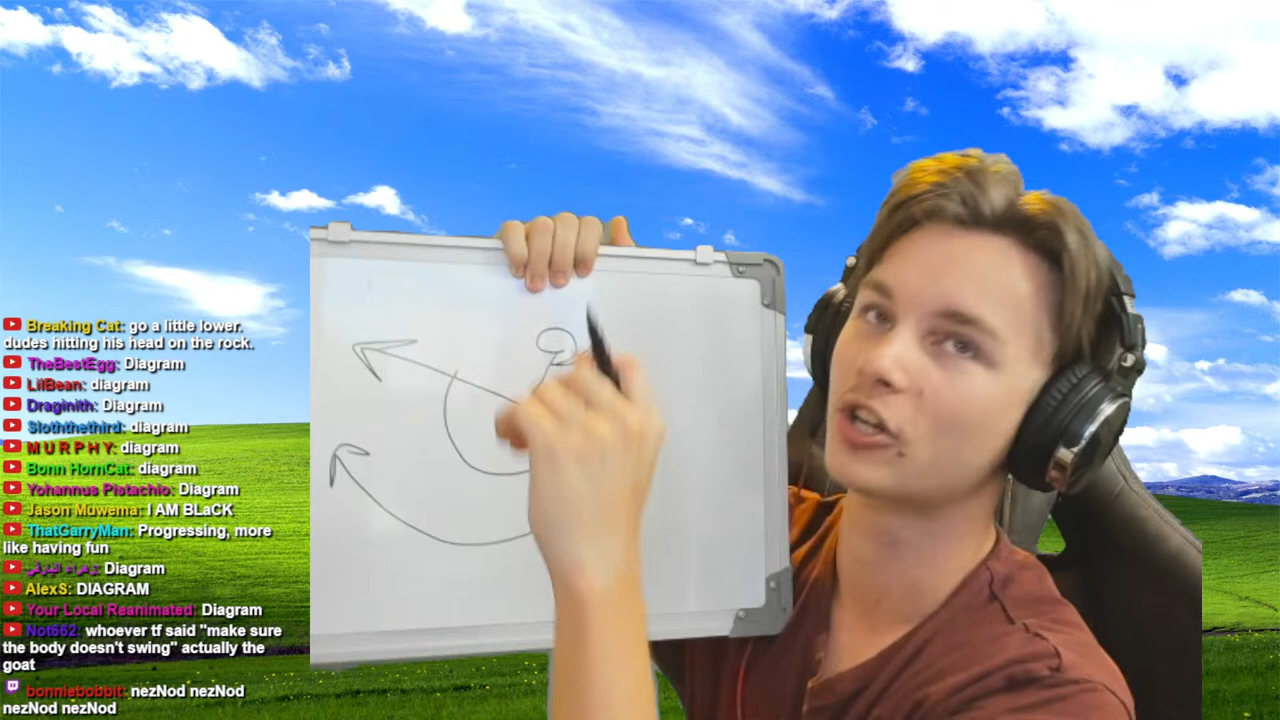 Breaking Cat: go a little lower.
dudes hitting his head on the rock.
TheBestEgg: Diagram
LilBean: diagram
Draginith: Diagram
Sloththethird: diagram
M U R P H Y: diagram
Bonn HornCat: diagram
Yohannus Pistachio: Diagram
Jason Muwema: I AM BLaCK
ThatGarryMan: Progressing, more
like having fun
زهراء البارقي: Diagram
AlexS: DIAGRAM
Your Local Reanimated: Diagram
Not662: whoever tf said "make sure
the body doesn't swing" actually the
goat
bonniebobbit: nezNod nezNod
nezNod nezNod